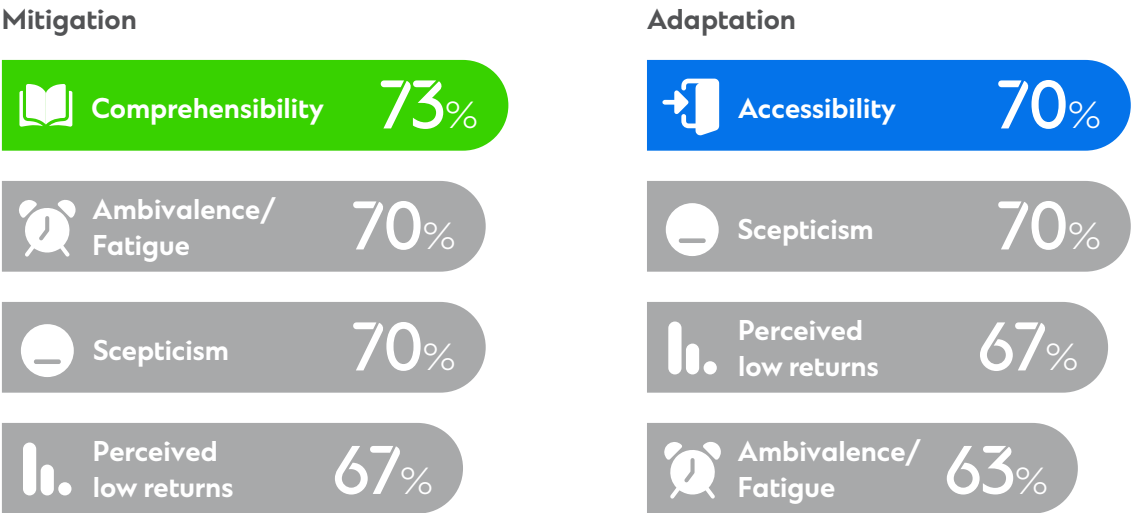 Mitigation
Comprehensibility 73%
Ambivalence/
Fatigue 70%
Scepticism 70%
Perceived
low returns 67%
Adaptation
Accessibility 70%
Scepticism 70%
Perceived
low returns 67%
Ambivalence/
Fatigue 63%